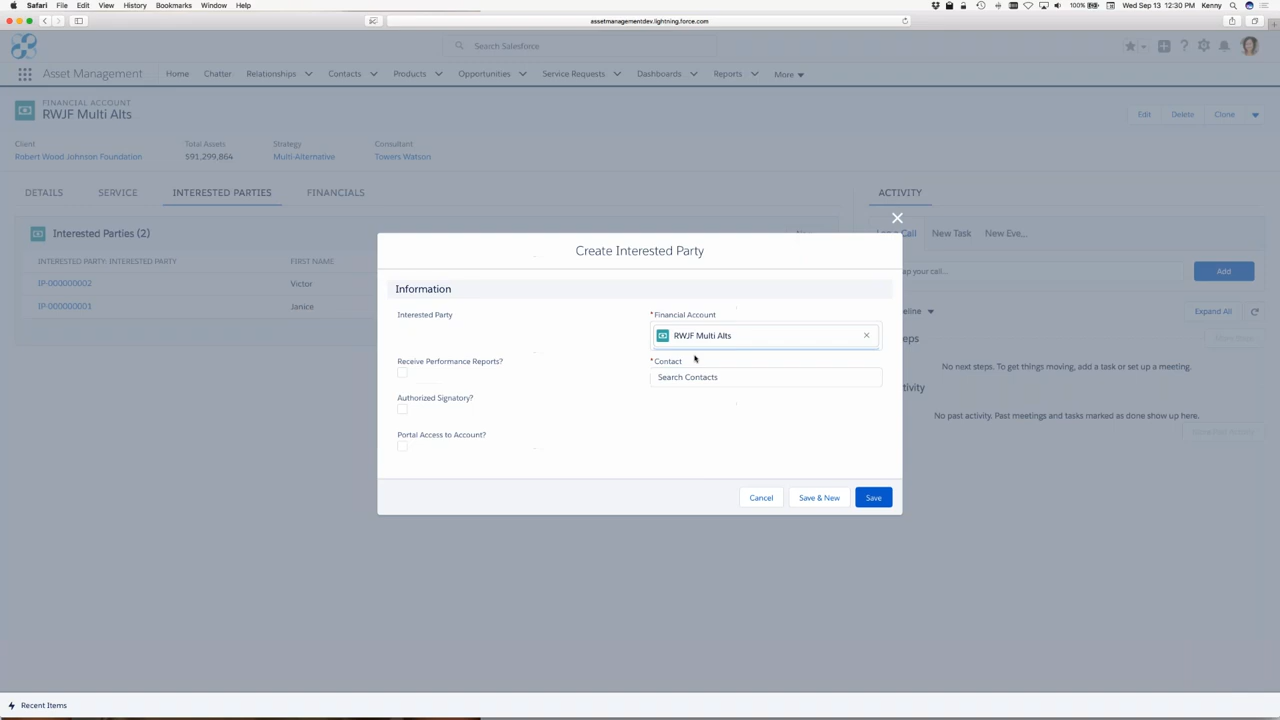 Safari File Edit View History Bookmarks Window Help 100% Wed Sep 13 12:30 PM Kenny
assetmanagementdev.lightning.force.com
Search Salesforce
Asset Management Home Chatter Relationships Contacts Products Opportunities Service Requests Dashboards Reports More
FINANCIAL ACCOUNT
RWJF Multi Alts
Edit Delete Clone
Client Total Assets Strategy Consultant
Robert Wood Johnson Foundation $91,299,864 Multi-Alternative Towers Watson
DETAILS SERVICE INTERESTED PARTIES FINANCIALS ACTIVITY
Interested Parties (2) Call New Task New Eve...
Create Interested Party
INTERESTED PARTY: INTERESTED PARTY FIRST NAME
your call... Add
IP-000000002 Victor
IP-000000001 Janice
Information
Interested Party *Financial Account
Expand All
RWJF Multi Alts
Receive Performance Reports? *Contact
No next steps. To get things moving, add a task or set up a meeting.
Search Contacts
Authorized Signatory?
No past activity. Past meetings and tasks marked as done show up here.
Portal Access to Account?
Cancel Save & New Save
Recent Items